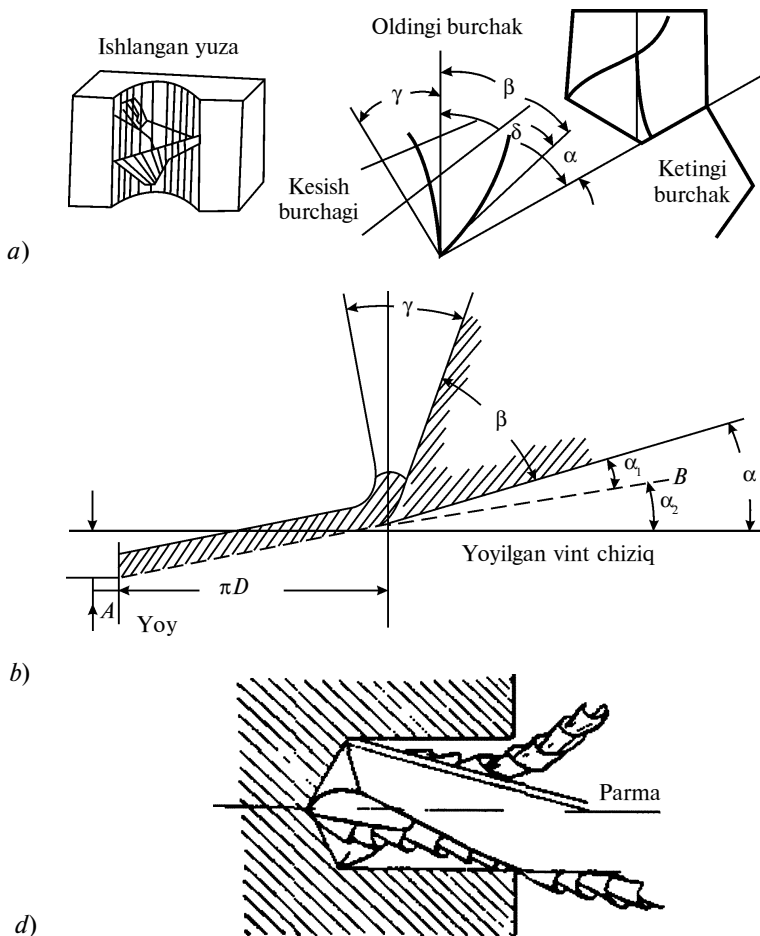 Ishlangan yuza
Oldingi burchak
γ
β
δ
α
Kesish
burchagi
Ketingi
burchak
a)
γ
β
α₁
B
α
α₂
Yoyilgan vint chiziq
πD
A
Yoy
b)
Parma
d)